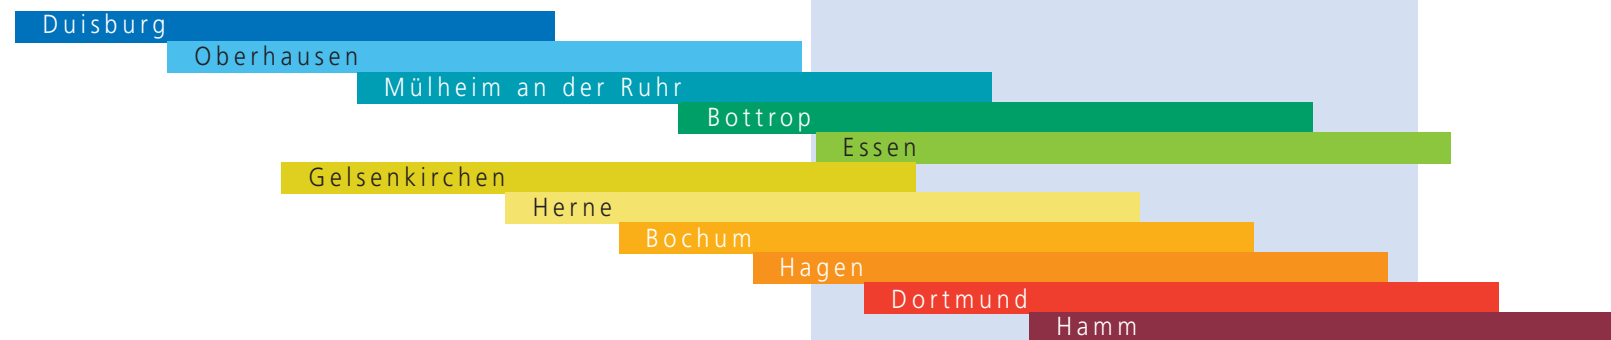 Duisburg
Oberhausen
Mülheim an der Ruhr
Bottrop
Essen
Gelsenkirchen
Herne
Bochum
Hagen
Dortmund
Hamm